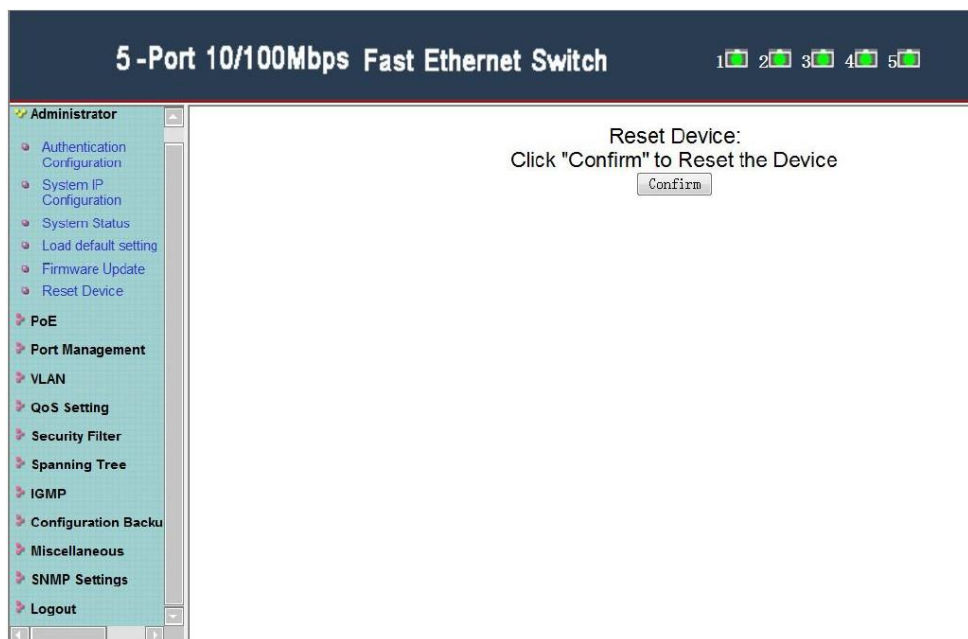 5-Port 10/100Mbps Fast Ethernet Switch
1 2 3 4 5
Administrator
Authentication
Configuration
System IP
Configuration
System Status
Load default setting
Firmware Update
Reset Device
PoE
Port Management
VLAN
QoS Setting
Security Filter
Spanning Tree
IGMP
Configuration Backu
Miscellaneous
SNMP Settings
Logout
Reset Device:
Click "Confirm" to Reset the Device
Confirm